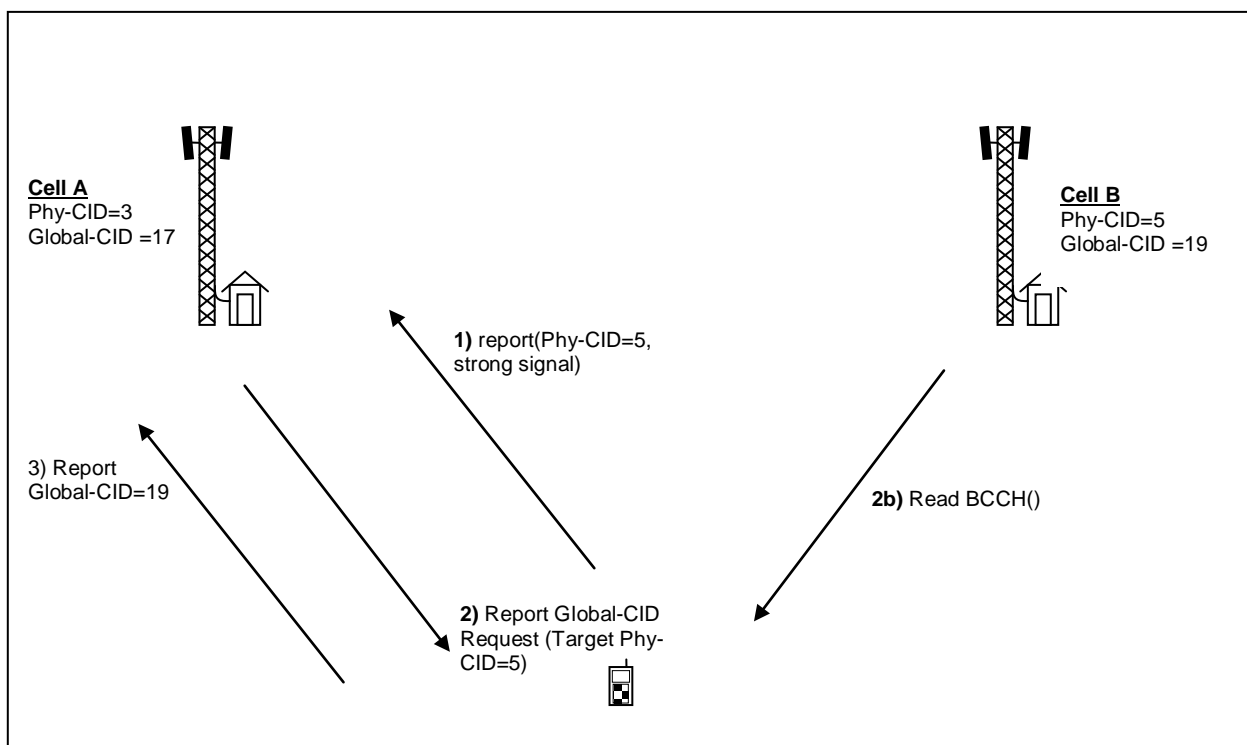 Cell A
Phy-CID=3
Global-CID =17
Cell B
Phy-CID=5
Global-CID =19
1) report(Phy-CID=5,
strong signal)
3) Report
Global-CID=19
2b) Read BCCH()
2) Report Global-CID
Request (Target Phy-
CID=5)